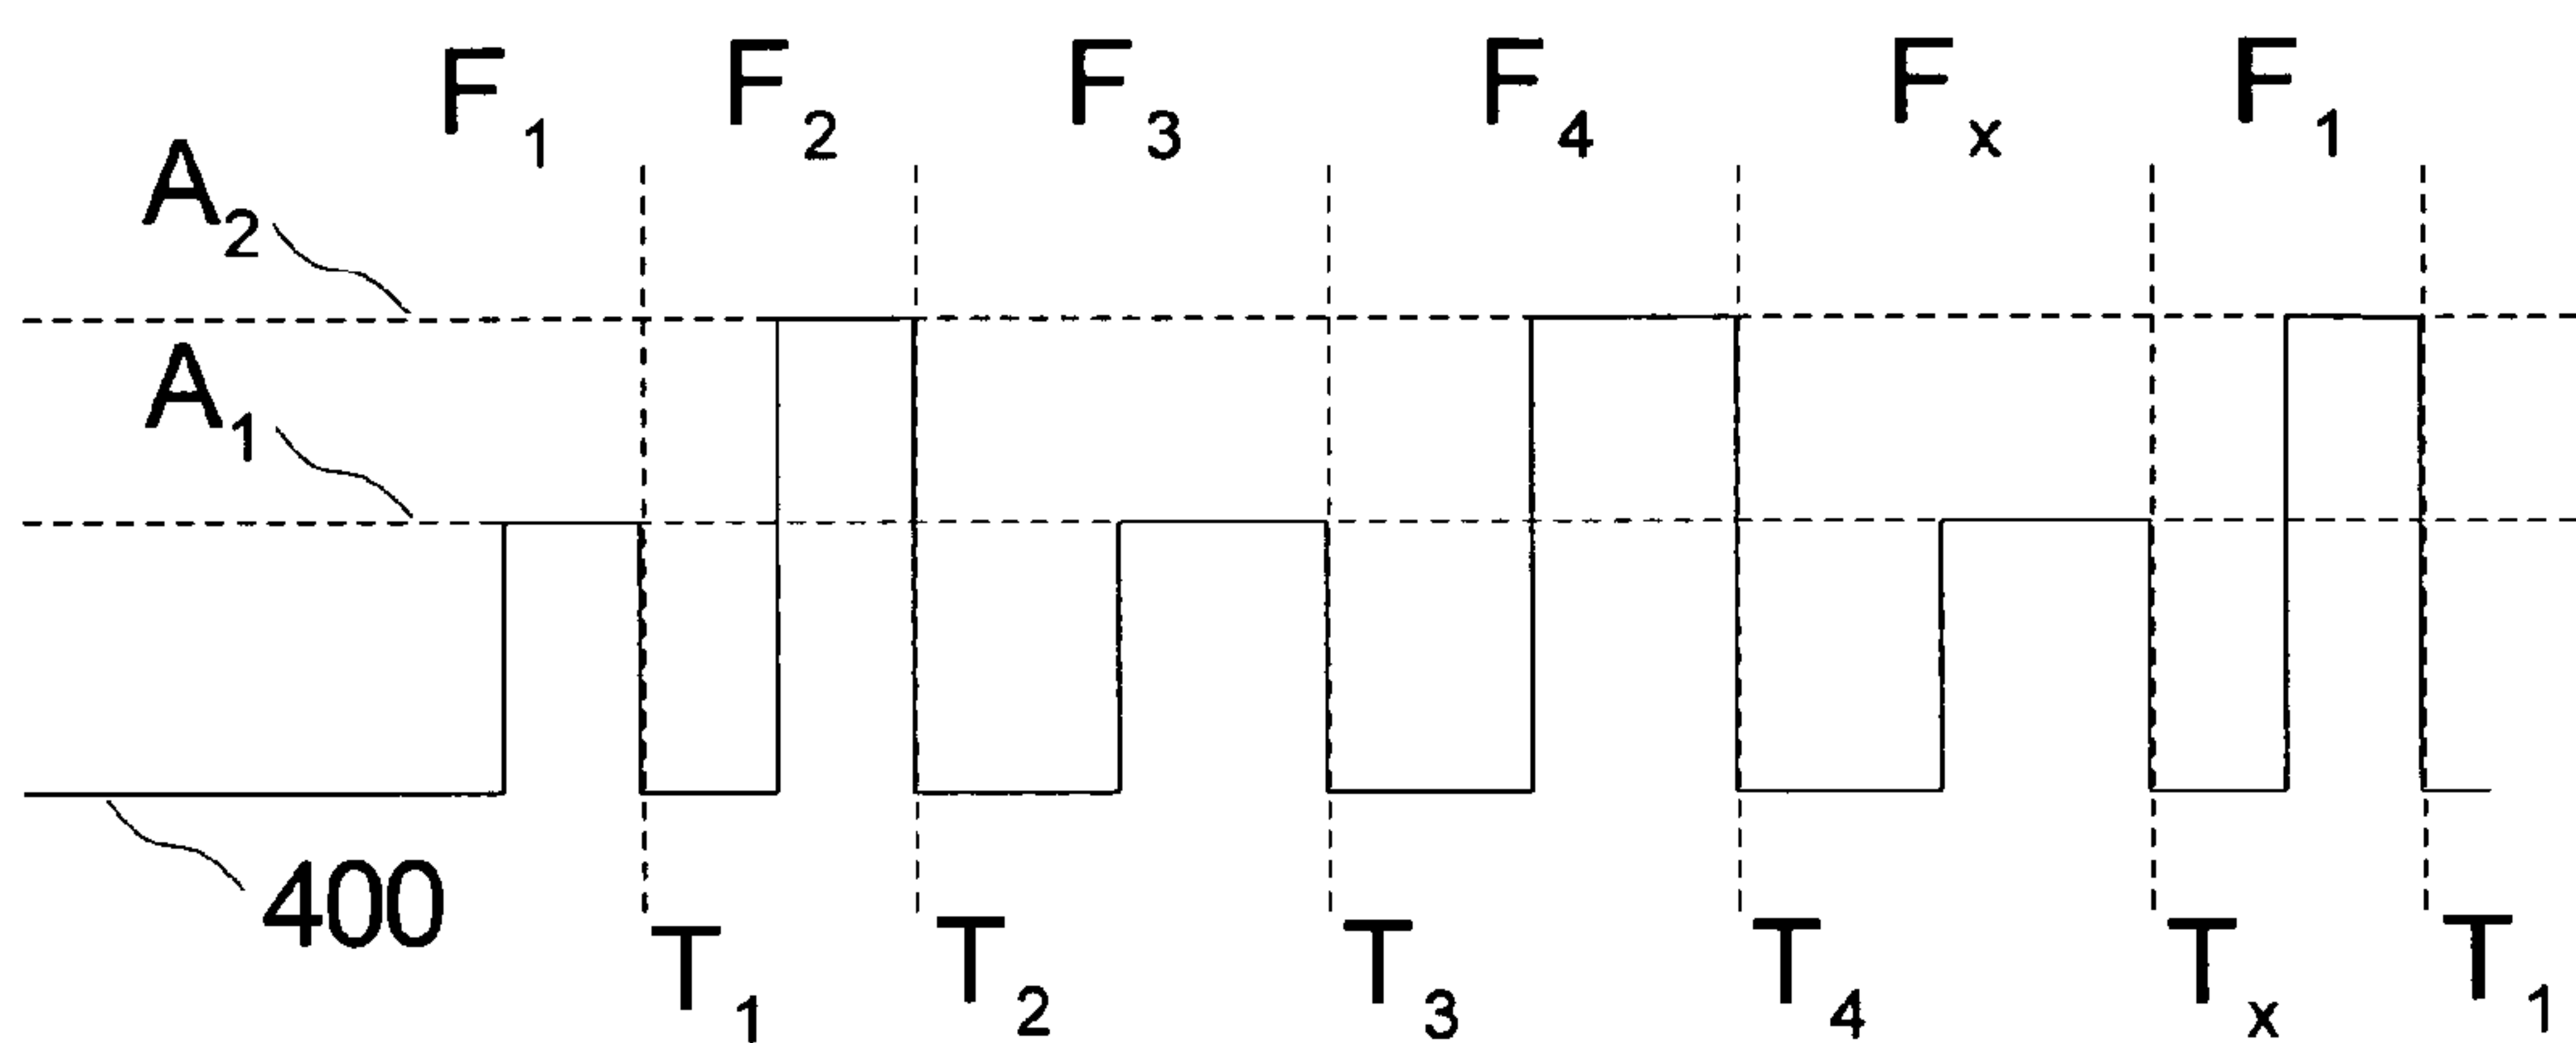 F₁ F₂ F₃ F₄ Fₓ F₁
A₂
A₁
400
T₁ T₂ T₃ T₄ Tₓ T₁